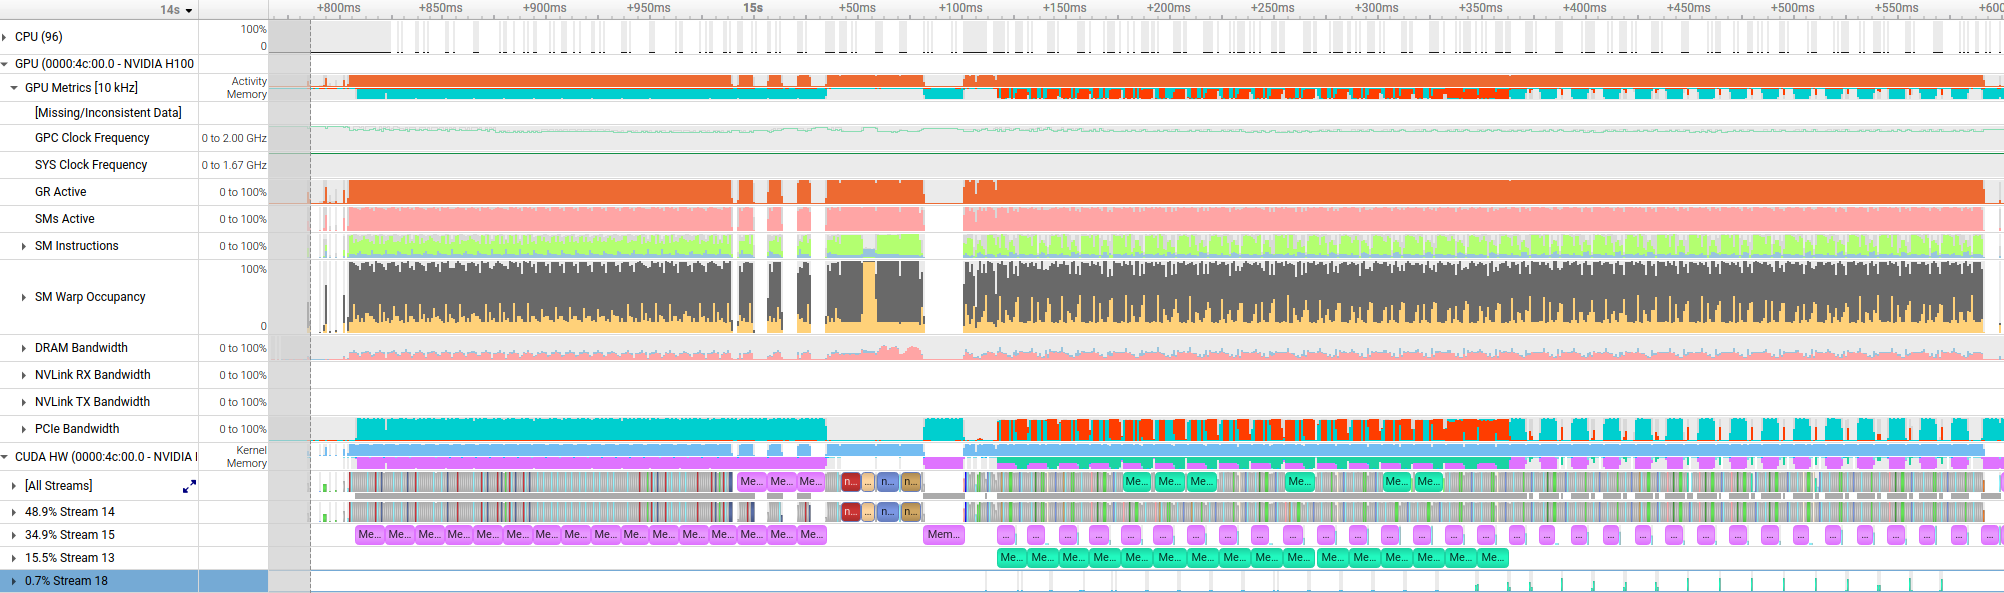 14s +800ms +850ms +900ms +950ms 15s +50ms +100ms +150ms +200ms +250ms +300ms +350ms +400ms +450ms +500ms +550ms +600
CPU (96) 100% 0
GPU (0000:4c:00.0 - NVIDIA H100
GPU Metrics [10 kHz] Activity Memory
[Missing/Inconsistent Data]
GPC Clock Frequency 0 to 2.00 GHz
SYS Clock Frequency 0 to 1.67 GHz
GR Active 0 to 100%
SMs Active 0 to 100%
SM Instructions 0 to 100%
SM Warp Occupancy 100% 0
DRAM Bandwidth 0 to 100%
NVLink RX Bandwidth 0 to 100%
NVLink TX Bandwidth 0 to 100%
PCIe Bandwidth 0 to 100%
CUDA HW (0000:4c:00.0 - NVIDIA I Kernel Memory
[All Streams] Me... Me... Me... n... ... n... n... Me... Me... Me... Me... Me... Me...
48.9% Stream 14 n... ... n... n...
34.9% Stream 15 Me... Me... Me... Me... Me... Me... Me... Me... Me... Me... Me... Me... Me... Me... Me... Me... Mem... ... ... ... ... ... ... ... ... ... ... ... ... ... ... ... ... ... ... ... ... ... ... ... ... ... ... ... ... ... ... ... ...
15.5% Stream 13 Me... Me... Me... Me... Me... Me... Me... Me... Me... Me... Me... Me... Me... Me... Me... Me...
0.7% Stream 18